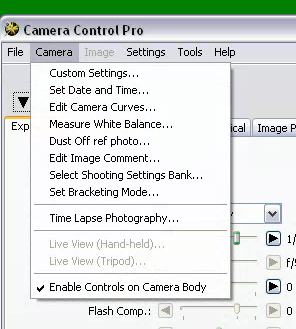 Camera Control Pro
File Camera Image Settings Tools Help
Custom Settings...
Set Date and Time...
Edit Camera Curves...
Measure White Balance...
Dust Off ref photo...
Edit Image Comment...
Select Shooting Settings Bank...
Set Bracketing Mode...
Time Lapse Photography...
Live View (Hand-held)...
Live View (Tripod)...
Enable Controls on Camera Body
Exp ical Image P
y
1/
f/
0
Flash Comp.: 0